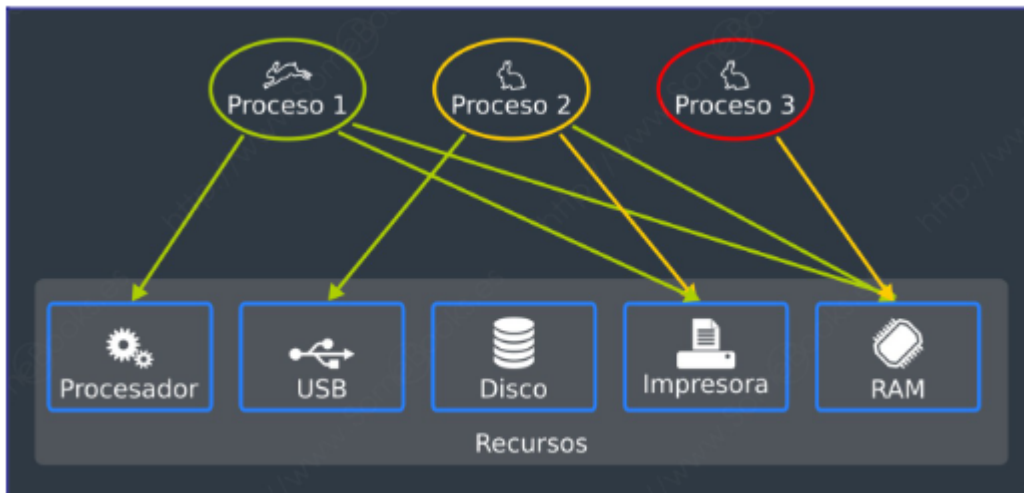 Proceso 1
Proceso 2
Proceso 3
Procesador
USB
Disco
Impresora
RAM
Recursos